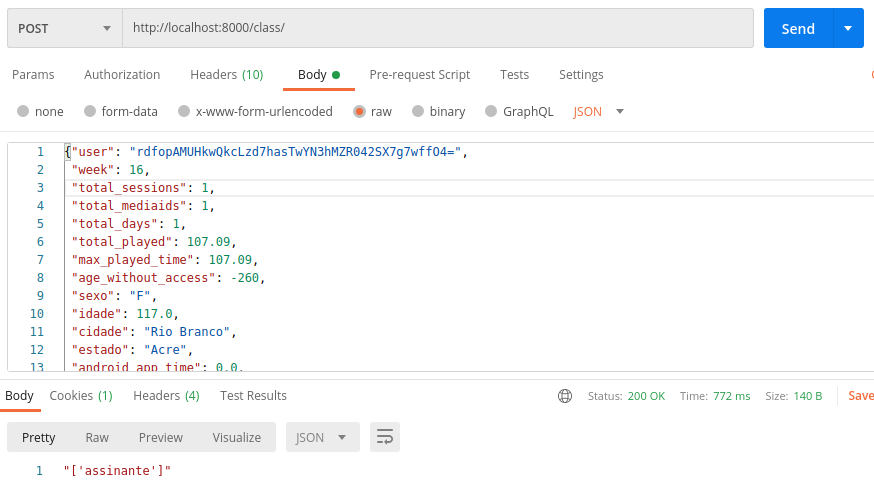 POST http://localhost:8000/class/ Send
Params Authorization Headers (10) Body Pre-request Script Tests Settings
none form-data x-www-form-urlencoded raw binary GraphQL JSON
1 {"user": "rdfopAMUHkwQkcLzd7hasTwYN3hMZR042SX7g7wffO4=",
2 "week": 16,
3 "total_sessions": 1,
4 "total_mediaids": 1,
5 "total_days": 1,
6 "total_played": 107.09,
7 "max_played_time": 107.09,
8 "age_without_access": -260,
9 "sexo": "F",
10 "idade": 117.0,
11 "cidade": "Rio Branco",
12 "estado": "Acre",
13 "android_app_time": 0.0,
Body Cookies (1) Headers (4) Test Results Status: 200 OK Time: 772 ms Size: 140 B Save
Pretty Raw Preview Visualize JSON
1 "['assinante']"